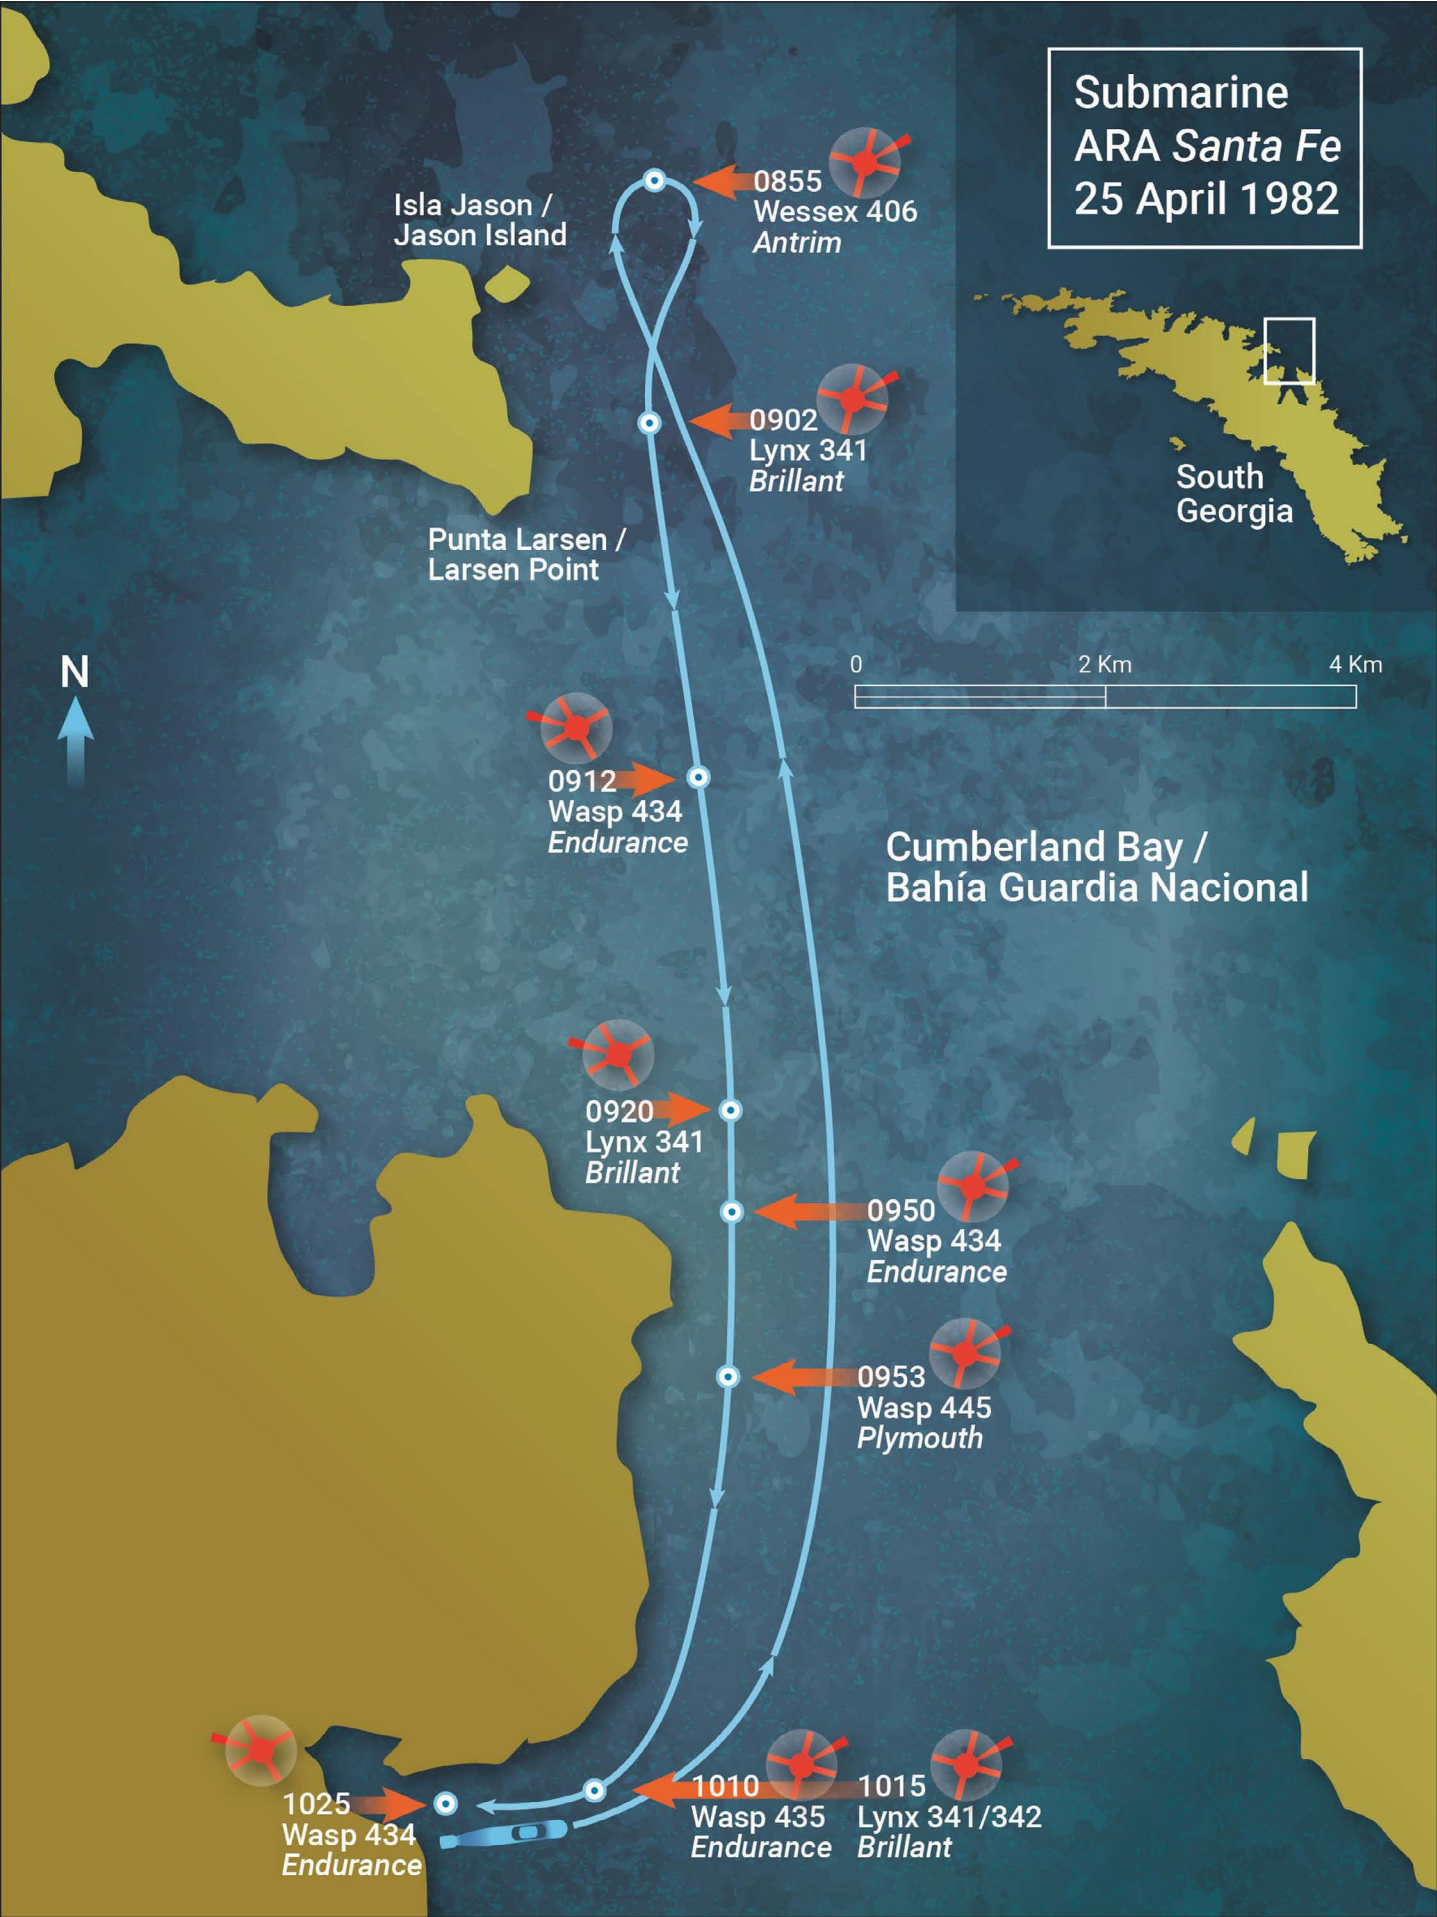 Submarine
ARA Santa Fe
25 April 1982
0855
Wessex 406
Antrim
Isla Jason /
Jason Island
0902
Lynx 341
Brillant
South
Georgia
Punta Larsen /
Larsen Point
N
0 2 Km 4 Km
0912
Wasp 434
Endurance
Cumberland Bay /
Bahía Guardia Nacional
0920
Lynx 341
Brillant
0950
Wasp 434
Endurance
0953
Wasp 445
Plymouth
1010
Wasp 435
Endurance
1015
Lynx 341/342
Brillant
1025
Wasp 434
Endurance